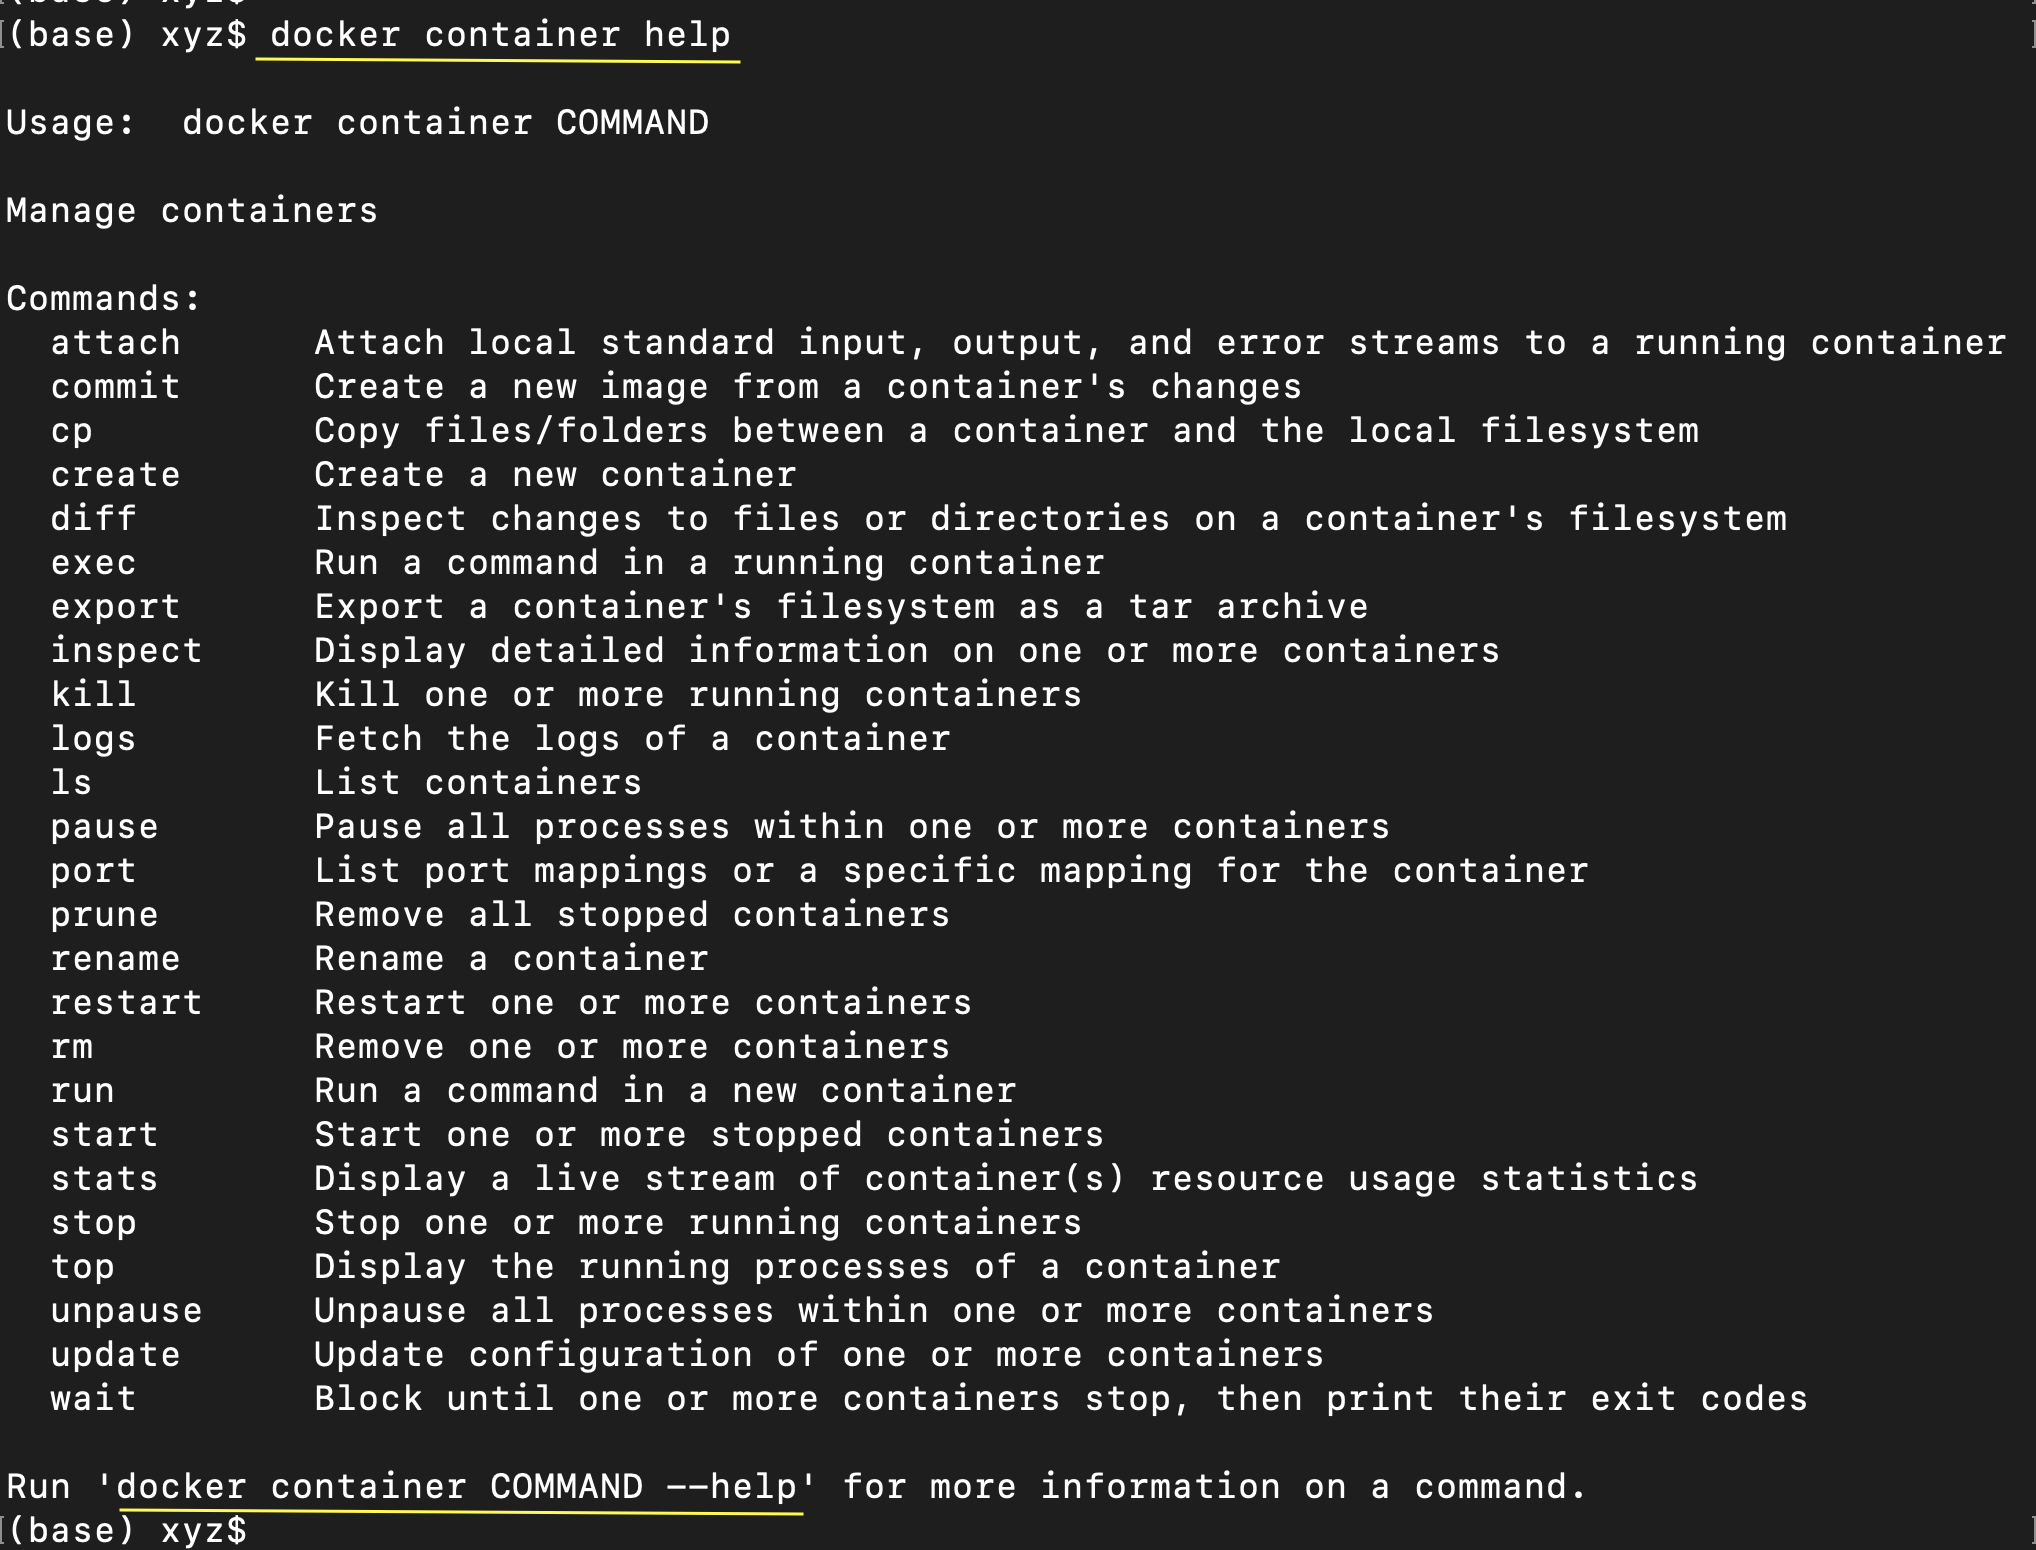 (base) xyz$
(base) xyz$ docker container help
Usage:  docker container COMMAND
Manage containers
Commands:
  attach      Attach local standard input, output, and error streams to a running container
  commit      Create a new image from a container's changes
  cp          Copy files/folders between a container and the local filesystem
  create      Create a new container
  diff        Inspect changes to files or directories on a container's filesystem
  exec        Run a command in a running container
  export      Export a container's filesystem as a tar archive
  inspect     Display detailed information on one or more containers
  kill        Kill one or more running containers
  logs        Fetch the logs of a container
  ls          List containers
  pause       Pause all processes within one or more containers
  port        List port mappings or a specific mapping for the container
  prune       Remove all stopped containers
  rename      Rename a container
  restart     Restart one or more containers
  rm          Remove one or more containers
  run         Run a command in a new container
  start       Start one or more stopped containers
  stats       Display a live stream of container(s) resource usage statistics
  stop        Stop one or more running containers
  top         Display the running processes of a container
  unpause     Unpause all processes within one or more containers
  update      Update configuration of one or more containers
  wait        Block until one or more containers stop, then print their exit codes
Run 'docker container COMMAND --help' for more information on a command.
(base) xyz$